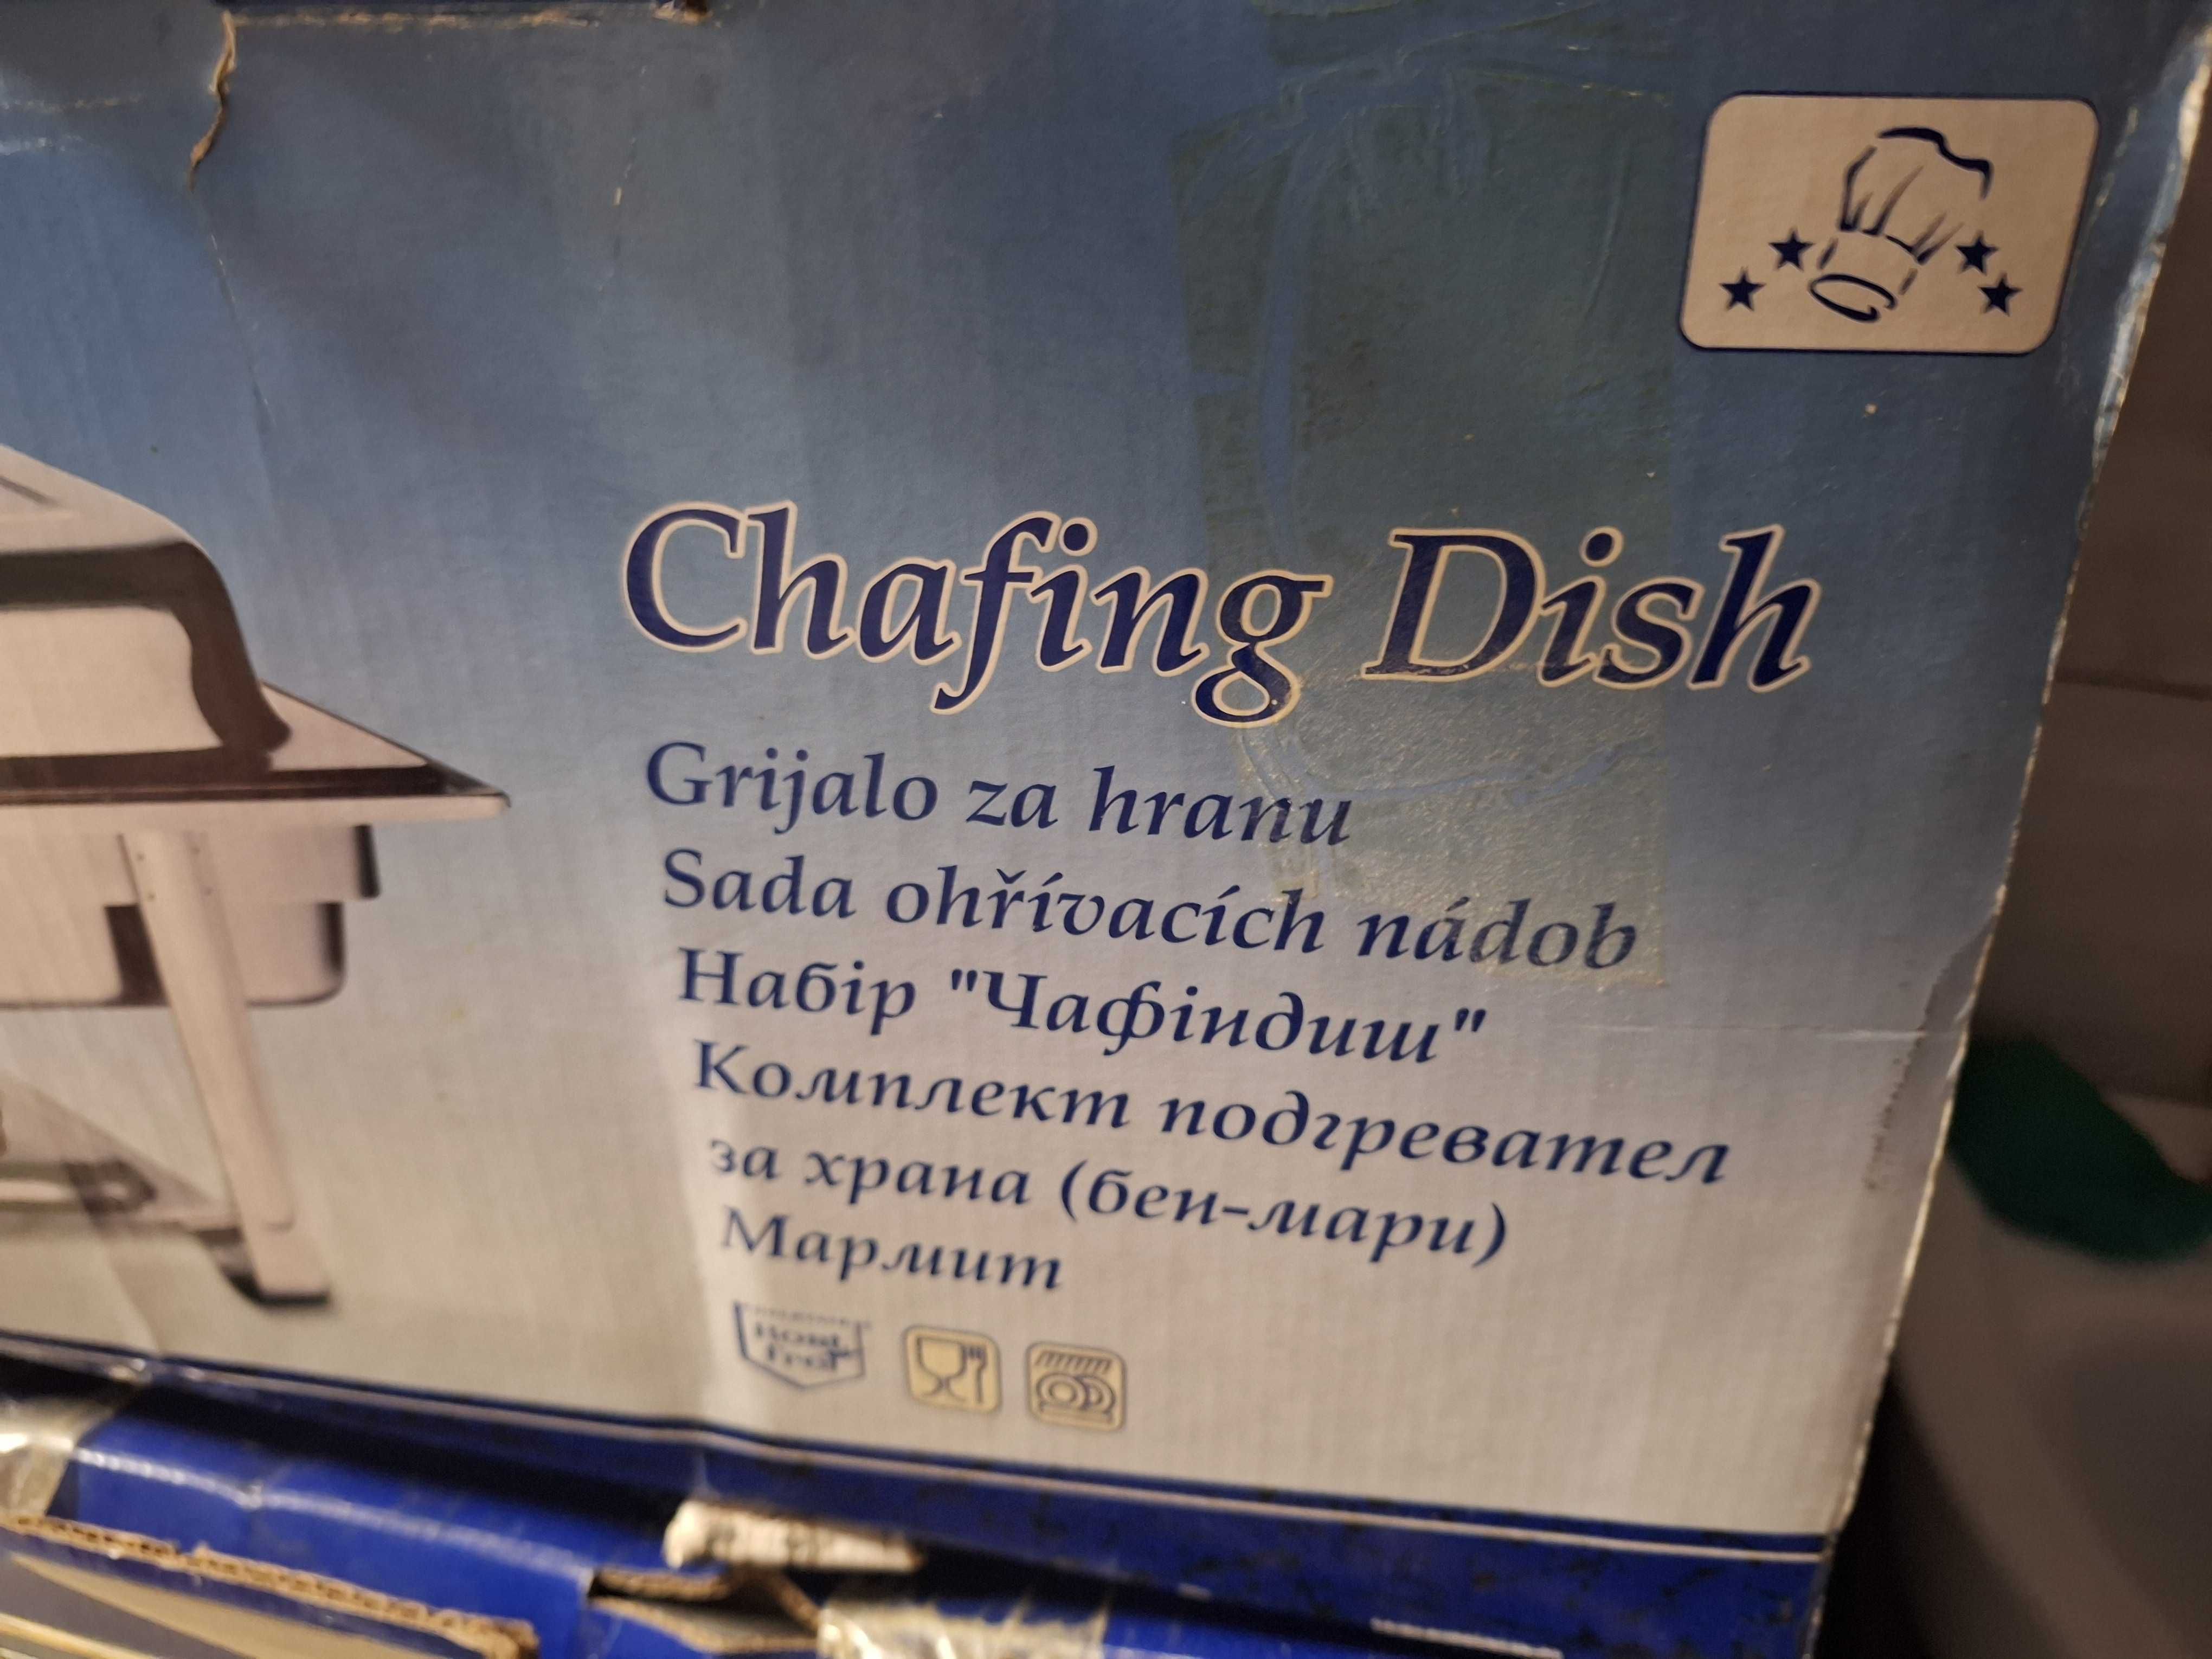 Chafing Dish
Grijalo za hranu
Sada ohřívacích nádob
Набір "Чафіндиш"
Комплект подгревател
за храна (бен-мари)
Мармит